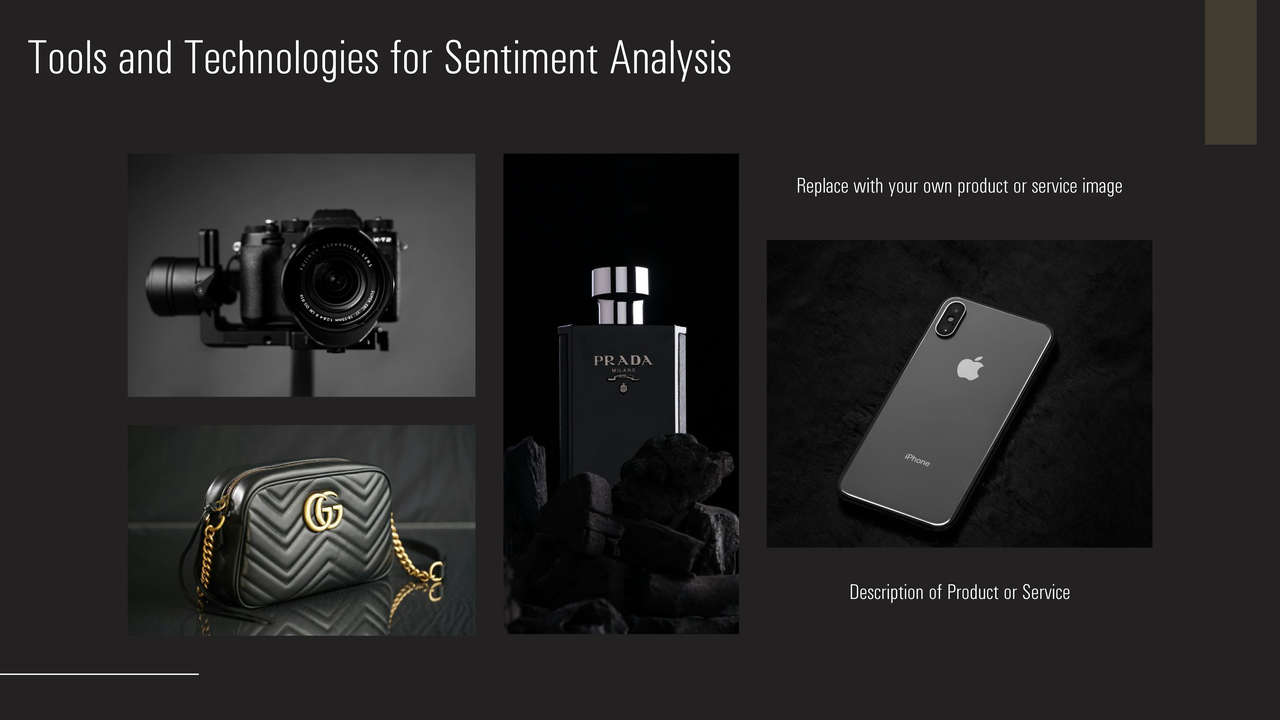 Tools and Technologies for Sentiment Analysis
X-T2
PRADA
MILANO
Replace with your own product or service image
iPhone
Description of Product or Service